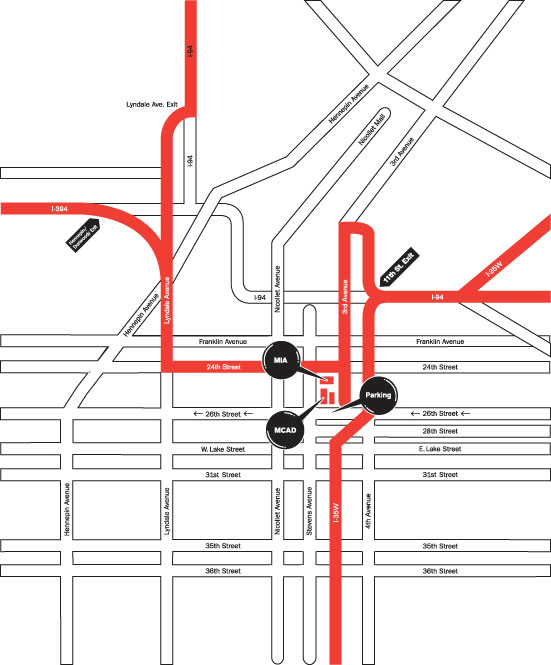 I-94
Lyndale Ave. Exit
Hennepin Avenue
Nicollet Mall
3rd Avenue
I-94
I-394
Hennepin/
Dunwoody Exit
11th St. Exit
I-35W
Lyndale Avenue
Hennepin Avenue
Nicollet Avenue
3rd Avenue
I-94
I-94
Franklin Avenue
Franklin Avenue
MIA
24th Street
24th Street
Parking
← 26th Street ←
← 26th Street ←
MCAD
28th Street
W. Lake Street
E. Lake Street
31st Street
31st Street
Hennepin Avenue
Lyndale Avenue
Nicollet Avenue
Stevens Avenue
I-35W
4th Avenue
35th Street
35th Street
36th Street
36th Street